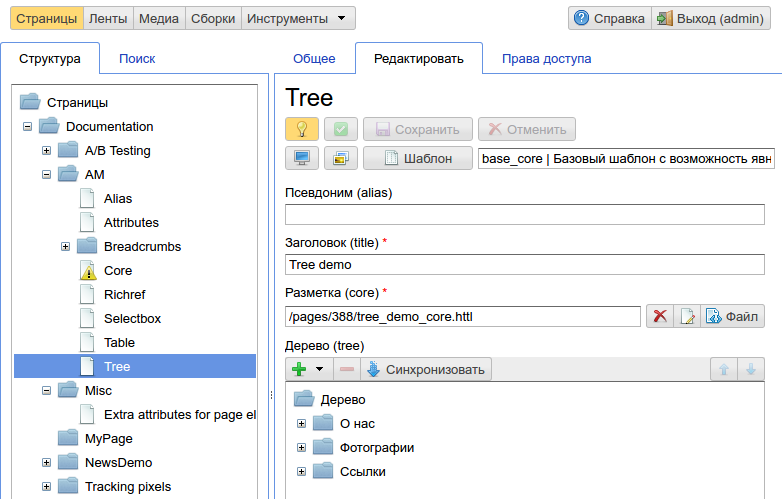 Страницы Ленты Медиа Сборки Инструменты Справка Выход (admin)
Структура Поиск
Страницы
Documentation
A/B Testing
AM
Alias
Attributes
Breadcrumbs
Core
Richref
Selectbox
Table
Tree
Misc
Extra attributes for page el
MyPage
NewsDemo
Tracking pixels
Общее Редактировать Права доступа
Tree
Сохранить Отменить
Шаблон base_core | Базовый шаблон с возможность явн
Псевдоним (alias)
Заголовок (title) *
Tree demo
Разметка (core) *
/pages/388/tree_demo_core.httl Файл
Дерево (tree)
Синхронизовать
Дерево
О нас
Фотографии
Ссылки